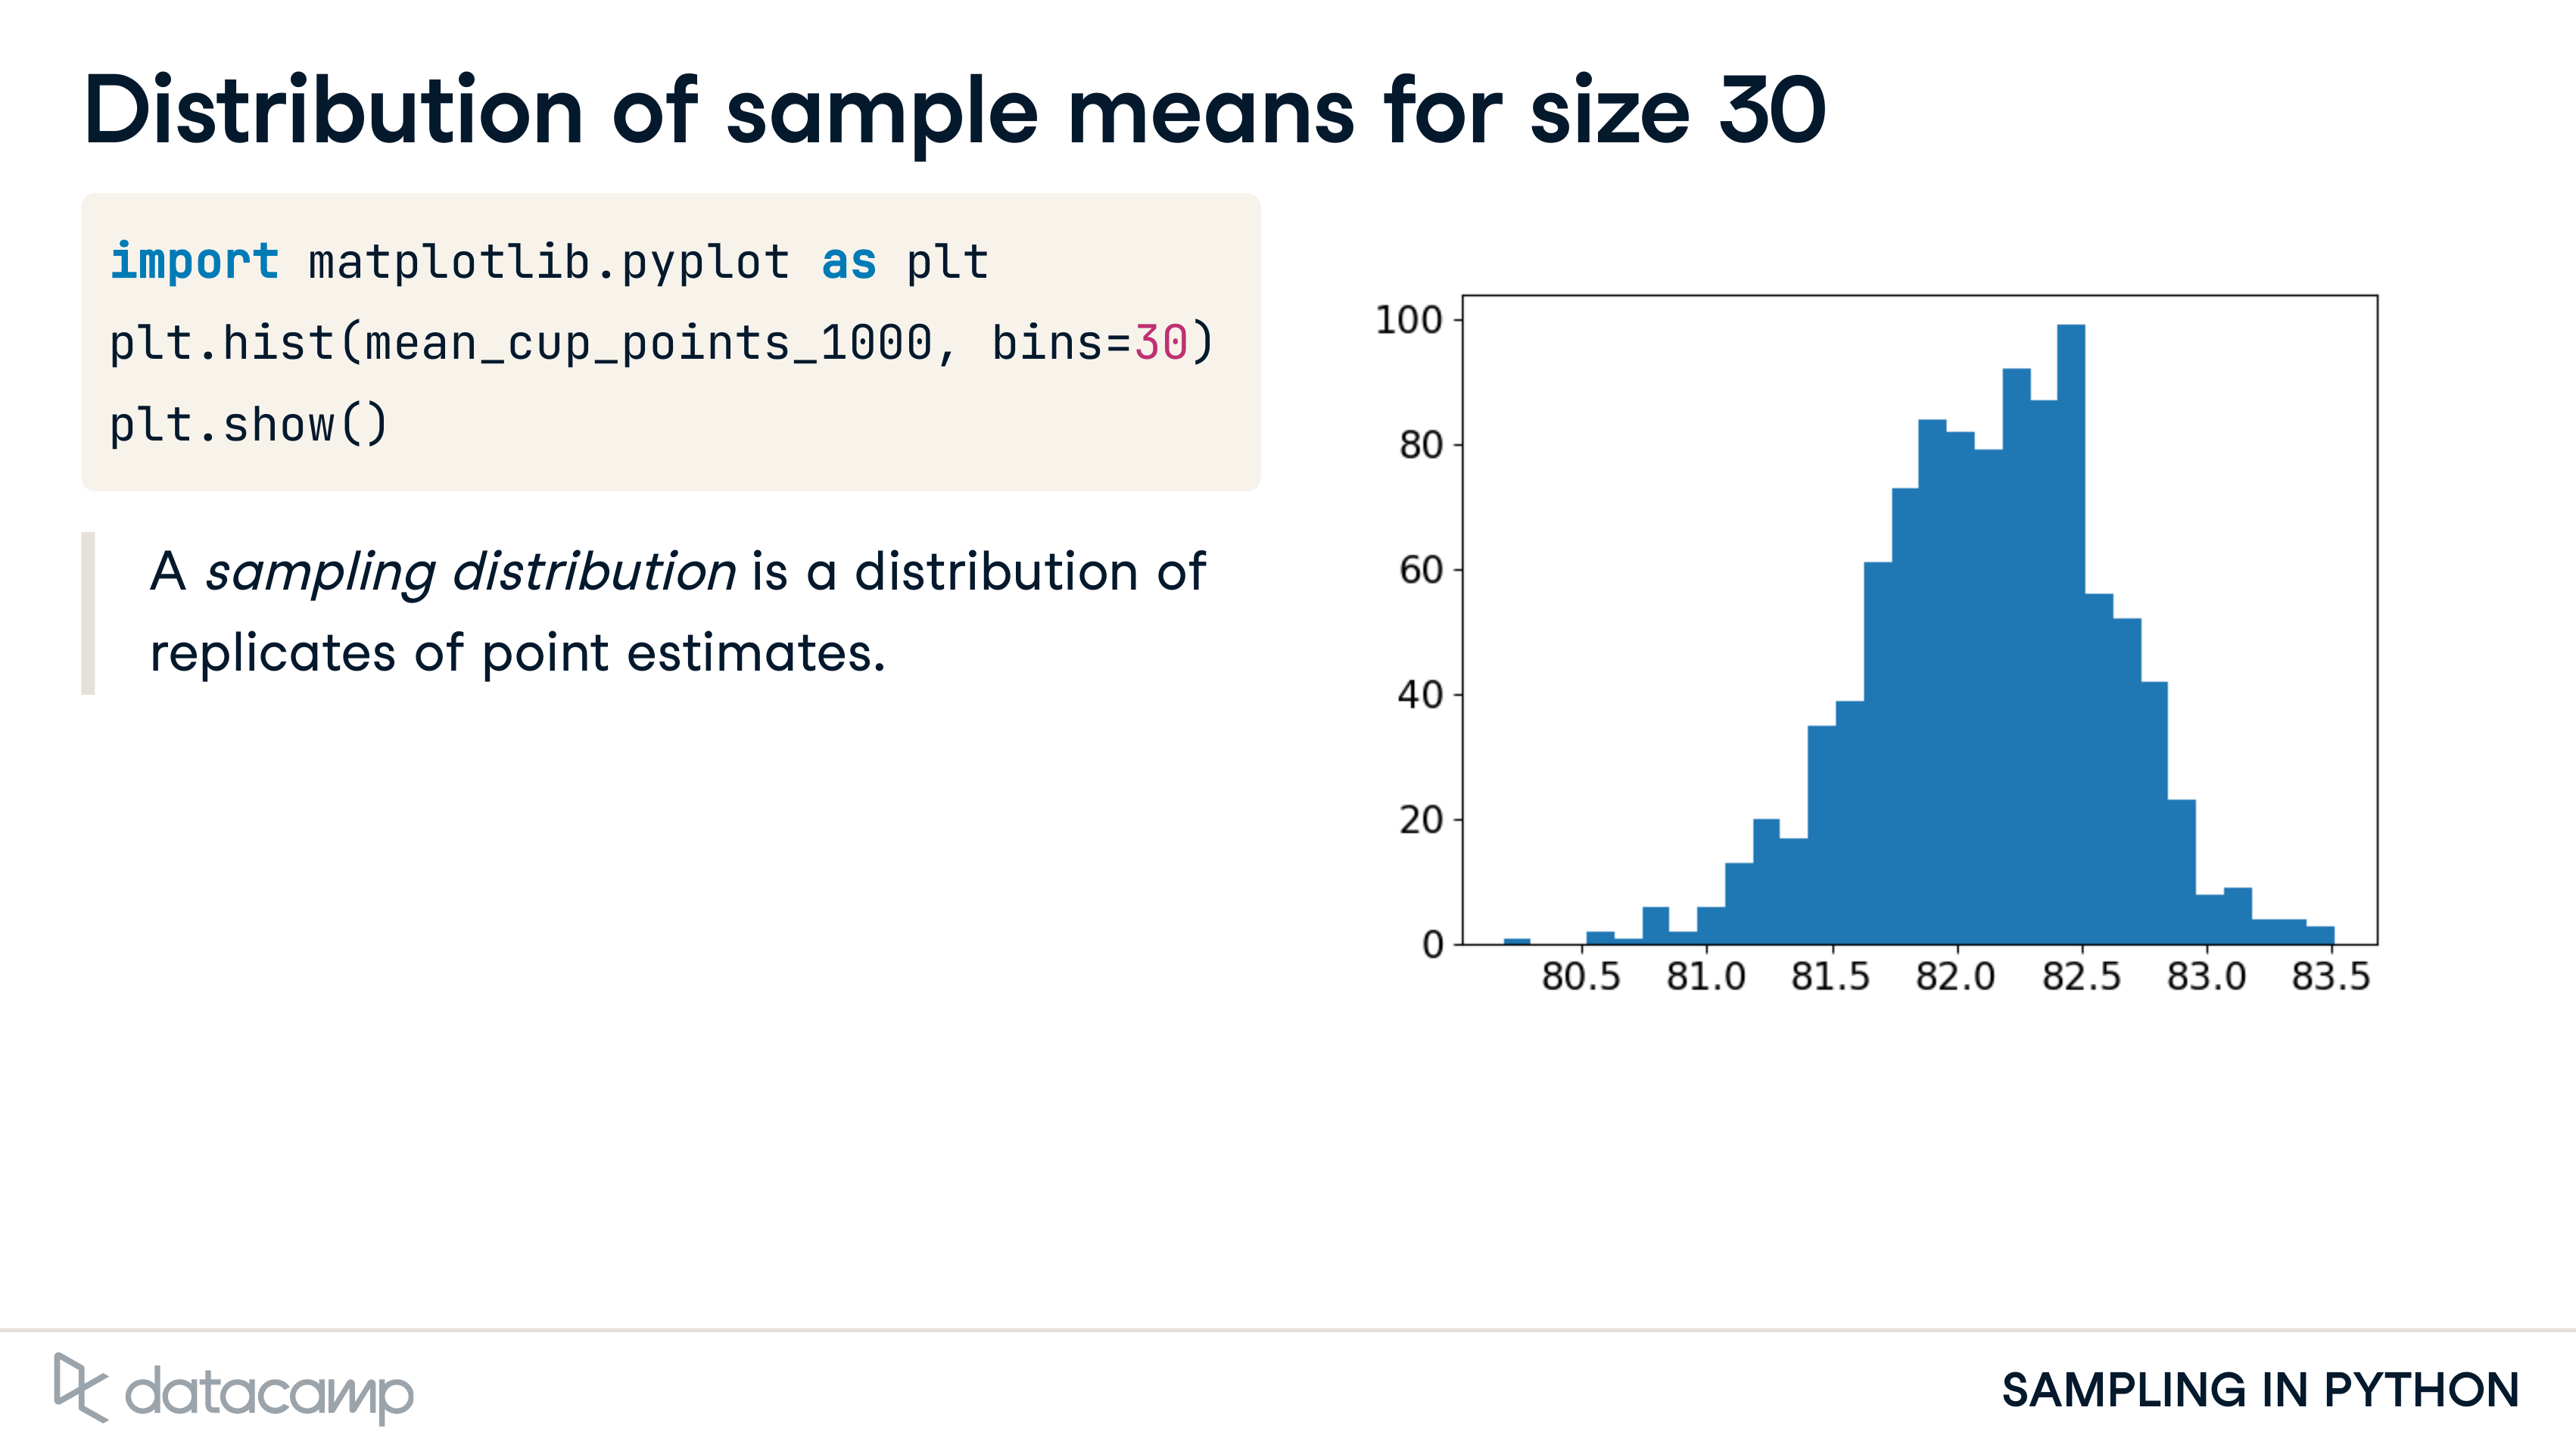 Distribution of sample means for size 30
import matplotlib.pyplot as plt
plt.hist(mean_cup_points_1000, bins=30)
plt.show()
A sampling distribution is a distribution of
replicates of point estimates.
100
80
60
40
20
0
80.5 81.0 81.5 82.0 82.5 83.0 83.5
datacamp
SAMPLING IN PYTHON